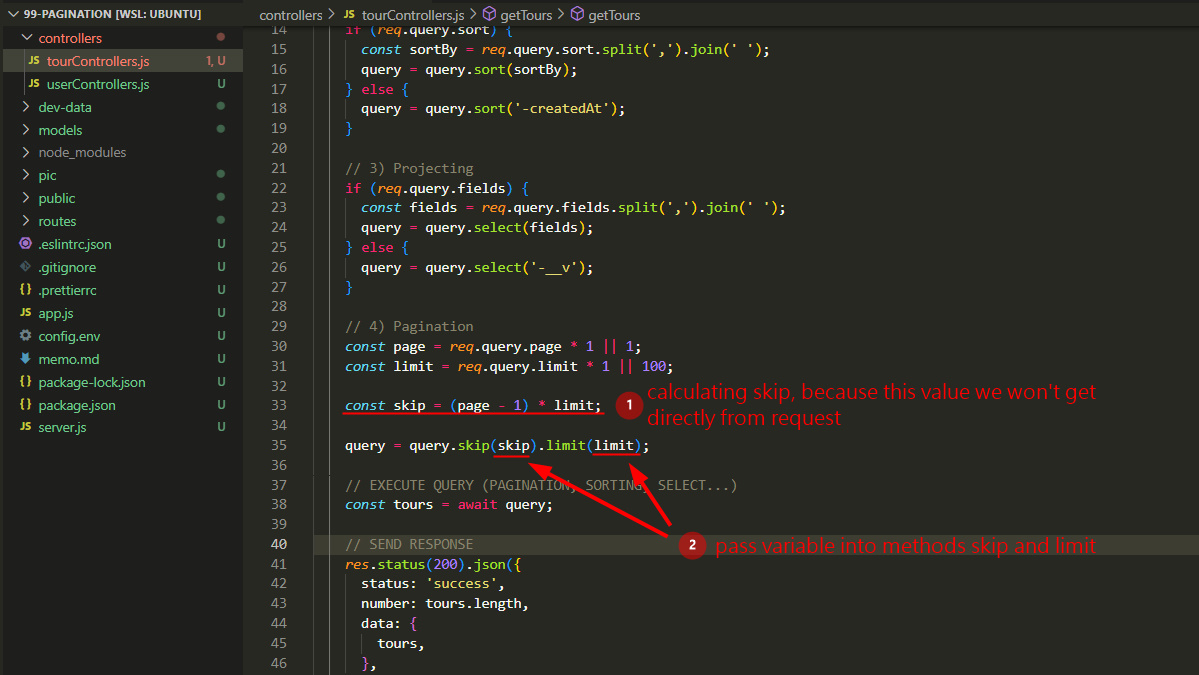 99-PAGINATION [WSL: UBUNTU]
controllers
JS tourControllers.js 1, U
JS userControllers.js U
dev-data
models
node_modules
pic
public
routes
.eslintrc.json U
.gitignore U
{} .prettierrc U
JS app.js U
config.env U
memo.md U
{} package-lock.json U
{} package.json U
JS server.js U
controllers > JS tourControllers.js > getTours > getTours
14 if (req.query.sort) {
15 const sortBy = req.query.sort.split(',').join(' ');
16 query = query.sort(sortBy);
17 } else {
18 query = query.sort('-createdAt');
19 }
20
21 // 3) Projecting
22 if (req.query.fields) {
23 const fields = req.query.fields.split(',').join(' ');
24 query = query.select(fields);
25 } else {
26 query = query.select('-__v');
27 }
28
29 // 4) Pagination
30 const page = req.query.page * 1 || 1;
31 const limit = req.query.limit * 1 || 100;
32
33 const skip = (page - 1) * limit;
34
35 query = query.skip(skip).limit(limit);
36
37 // EXECUTE QUERY (PAGINATION, SORTING, SELECT...)
38 const tours = await query;
39
40 // SEND RESPONSE
41 res.status(200).json({
42 status: 'success',
43 number: tours.length,
44 data: {
45 tours,
46 },
1 calculating skip, because this value we won't get
directly from request
2 pass variable into methods skip and limit